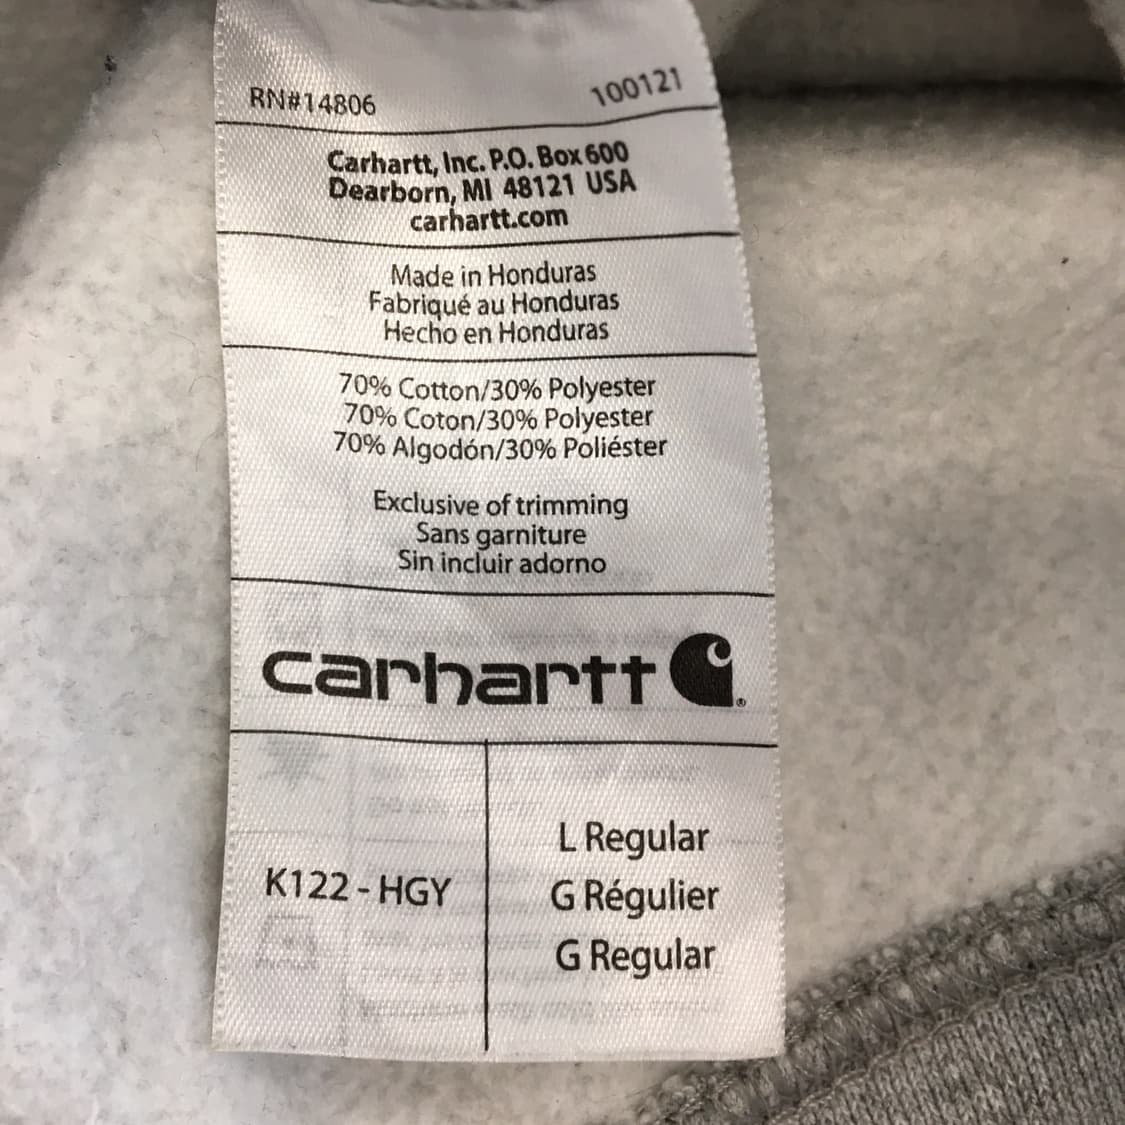 RN#14806
100121
Carhartt, Inc. P.O. Box 600
Dearborn, MI 48121 USA
carhartt.com
Made in Honduras
Fabriqué au Honduras
Hecho en Honduras
70% Cotton/30% Polyester
70% Coton/30% Polyester
70% Algodón/30% Poliéster
Exclusive of trimming
Sans garniture
Sin incluir adorno
carhartt
K122 - HGY
L Regular
G Régulier
G Regular